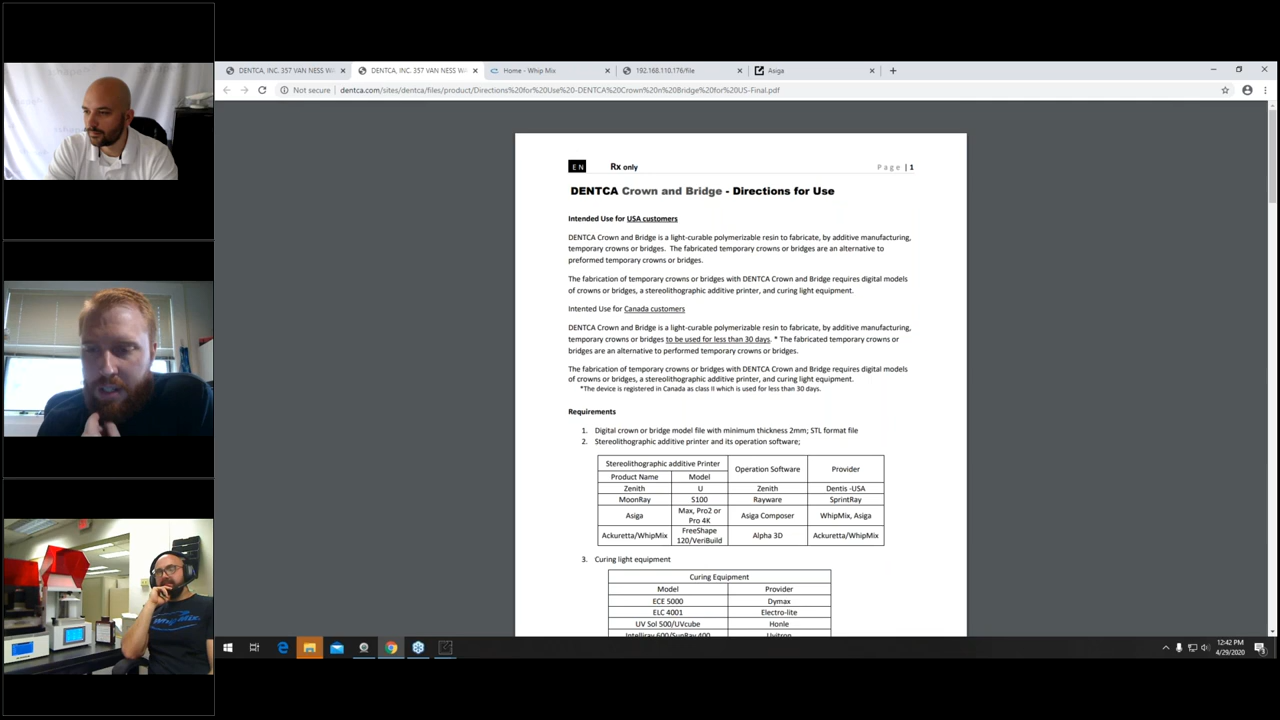 DENTCA, INC. 357 VAN NESS WA
DENTCA, INC. 357 VAN NESS WA
Home - Whip Mix
192.168.110.176/file
Asiga
Not secure
dentca.com/sites/dentca/files/product/Directions%20for%20Use%20-DENTCA%20Crown%20n%20Bridge%20for%20US-Final.pdf
EN
Rx only
Page | 1
DENTCA Crown and Bridge - Directions for Use
Intended Use for USA customers
DENTCA Crown and Bridge is a light-curable polymerizable resin to fabricate, by additive manufacturing,
temporary crowns or bridges. The fabricated temporary crowns or bridges are an alternative to
preformed temporary crowns or bridges.
The fabrication of temporary crowns or bridges with DENTCA Crown and Bridge requires digital models
of crowns or bridges, a stereolithographic additive printer, and curing light equipment.
Intented Use for Canada customers
DENTCA Crown and Bridge is a light-curable polymerizable resin to fabricate, by additive manufacturing,
temporary crowns or bridges to be used for less than 30 days. * The fabricated temporary crowns or
bridges are an alternative to performed temporary crowns or bridges.
The fabrication of temporary crowns or bridges with DENTCA Crown and Bridge requires digital models
of crowns or bridges, a stereolithographic additive printer, and curing light equipment.
*The device is registered in Canada as class II which is used for less than 30 days.
Requirements
1. Digital crown or bridge model file with minimum thickness 2mm; STL format file
2. Stereolithographic additive printer and its operation software;
Stereolithographic additive Printer
Operation Software
Provider
Product Name
Model
Zenith
U
Zenith
Dentis -USA
MoonRay
S100
Rayware
SprintRay
Asiga
Max, Pro2 or
Pro 4K
Asiga Composer
WhipMix, Asiga
Ackuretta/WhipMix
FreeShape
120/VeriBuild
Alpha 3D
Ackuretta/WhipMix
3. Curing light equipment
Curing Equipment
Model
Provider
ECE 5000
Dymax
ELC 4001
Electro-lite
UV Sol 500/UVcube
Honle
Intelliray 600/SunRay 400
Uvitron
12:42 PM
4/29/2020